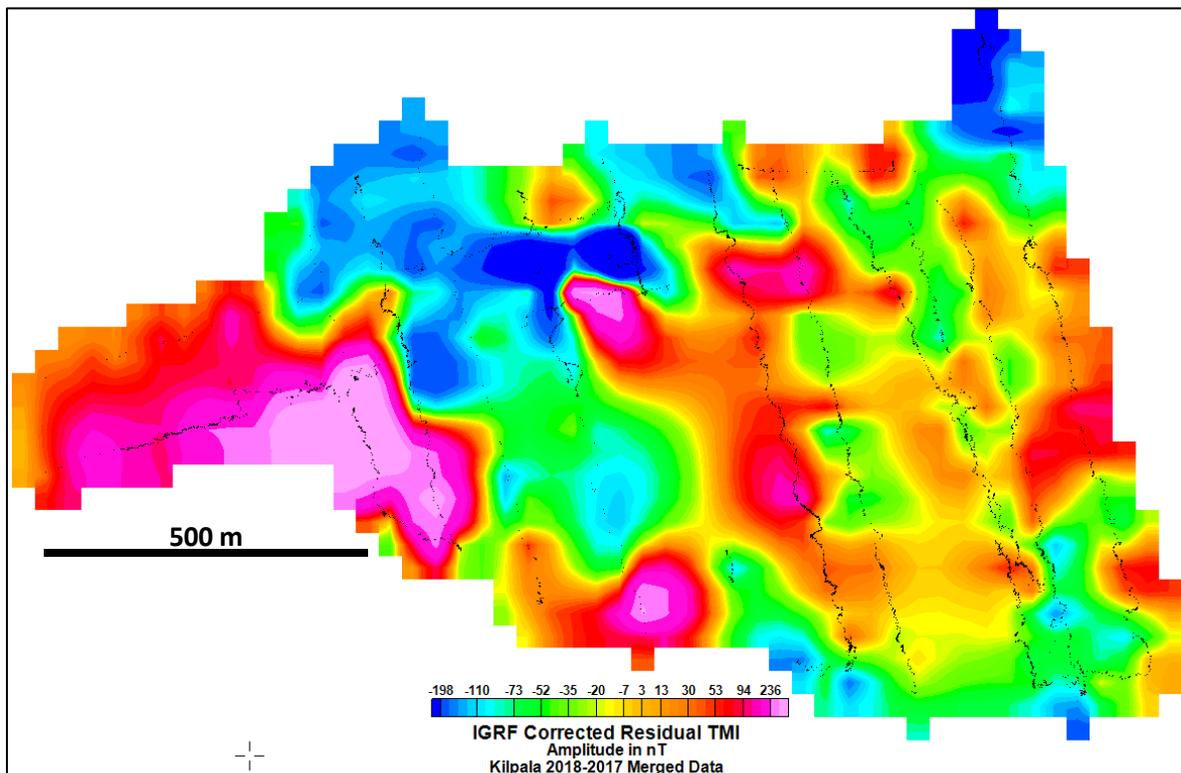 500 m
-198 -110 -73 -52 -35 -20 -7 3 13 30 53 94 236
IGRF Corrected Residual TMI
Amplitude in nT
Kilpala 2018-2017 Merged Data